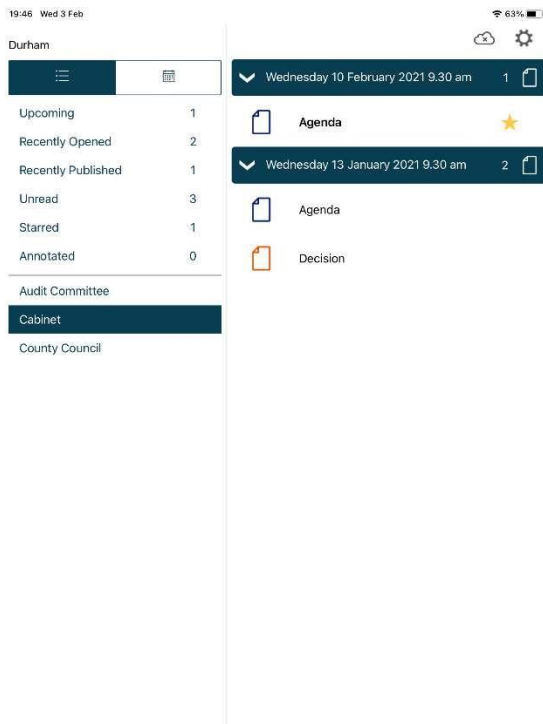 19:46 Wed 3 Feb
63%
Durham
Upcoming 1
Recently Opened 2
Recently Published 1
Unread 3
Starred 1
Annotated 0
Audit Committee
Cabinet
County Council
Wednesday 10 February 2021 9.30 am 1
Agenda
Wednesday 13 January 2021 9.30 am 2
Agenda
Decision